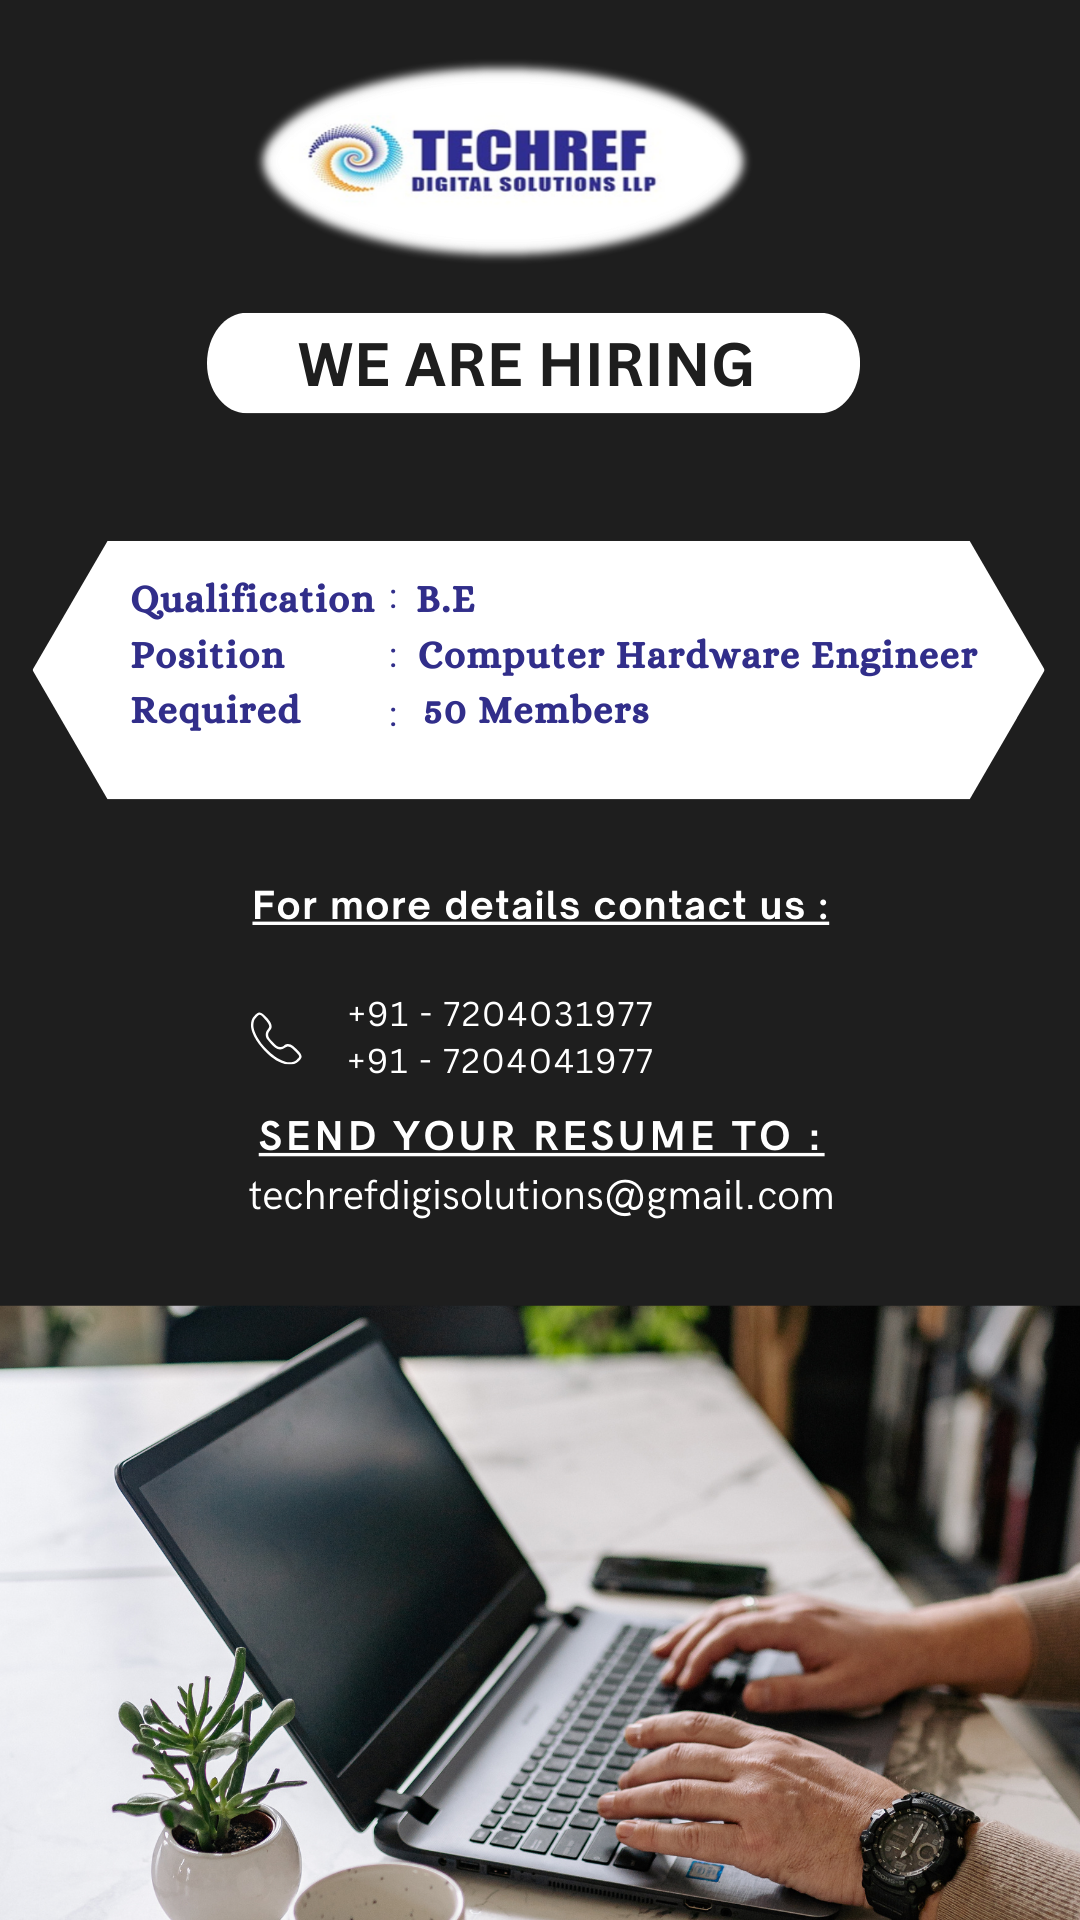 TECHREF
DIGITAL SOLUTIONS LLP
WE ARE HIRING
Qualification : B.E
Position : Computer Hardware Engineer
Required : 50 Members
For more details contact us :
+91 - 7204031977
+91 - 7204041977
SEND YOUR RESUME TO :
techrefdigisolutions@gmail.com